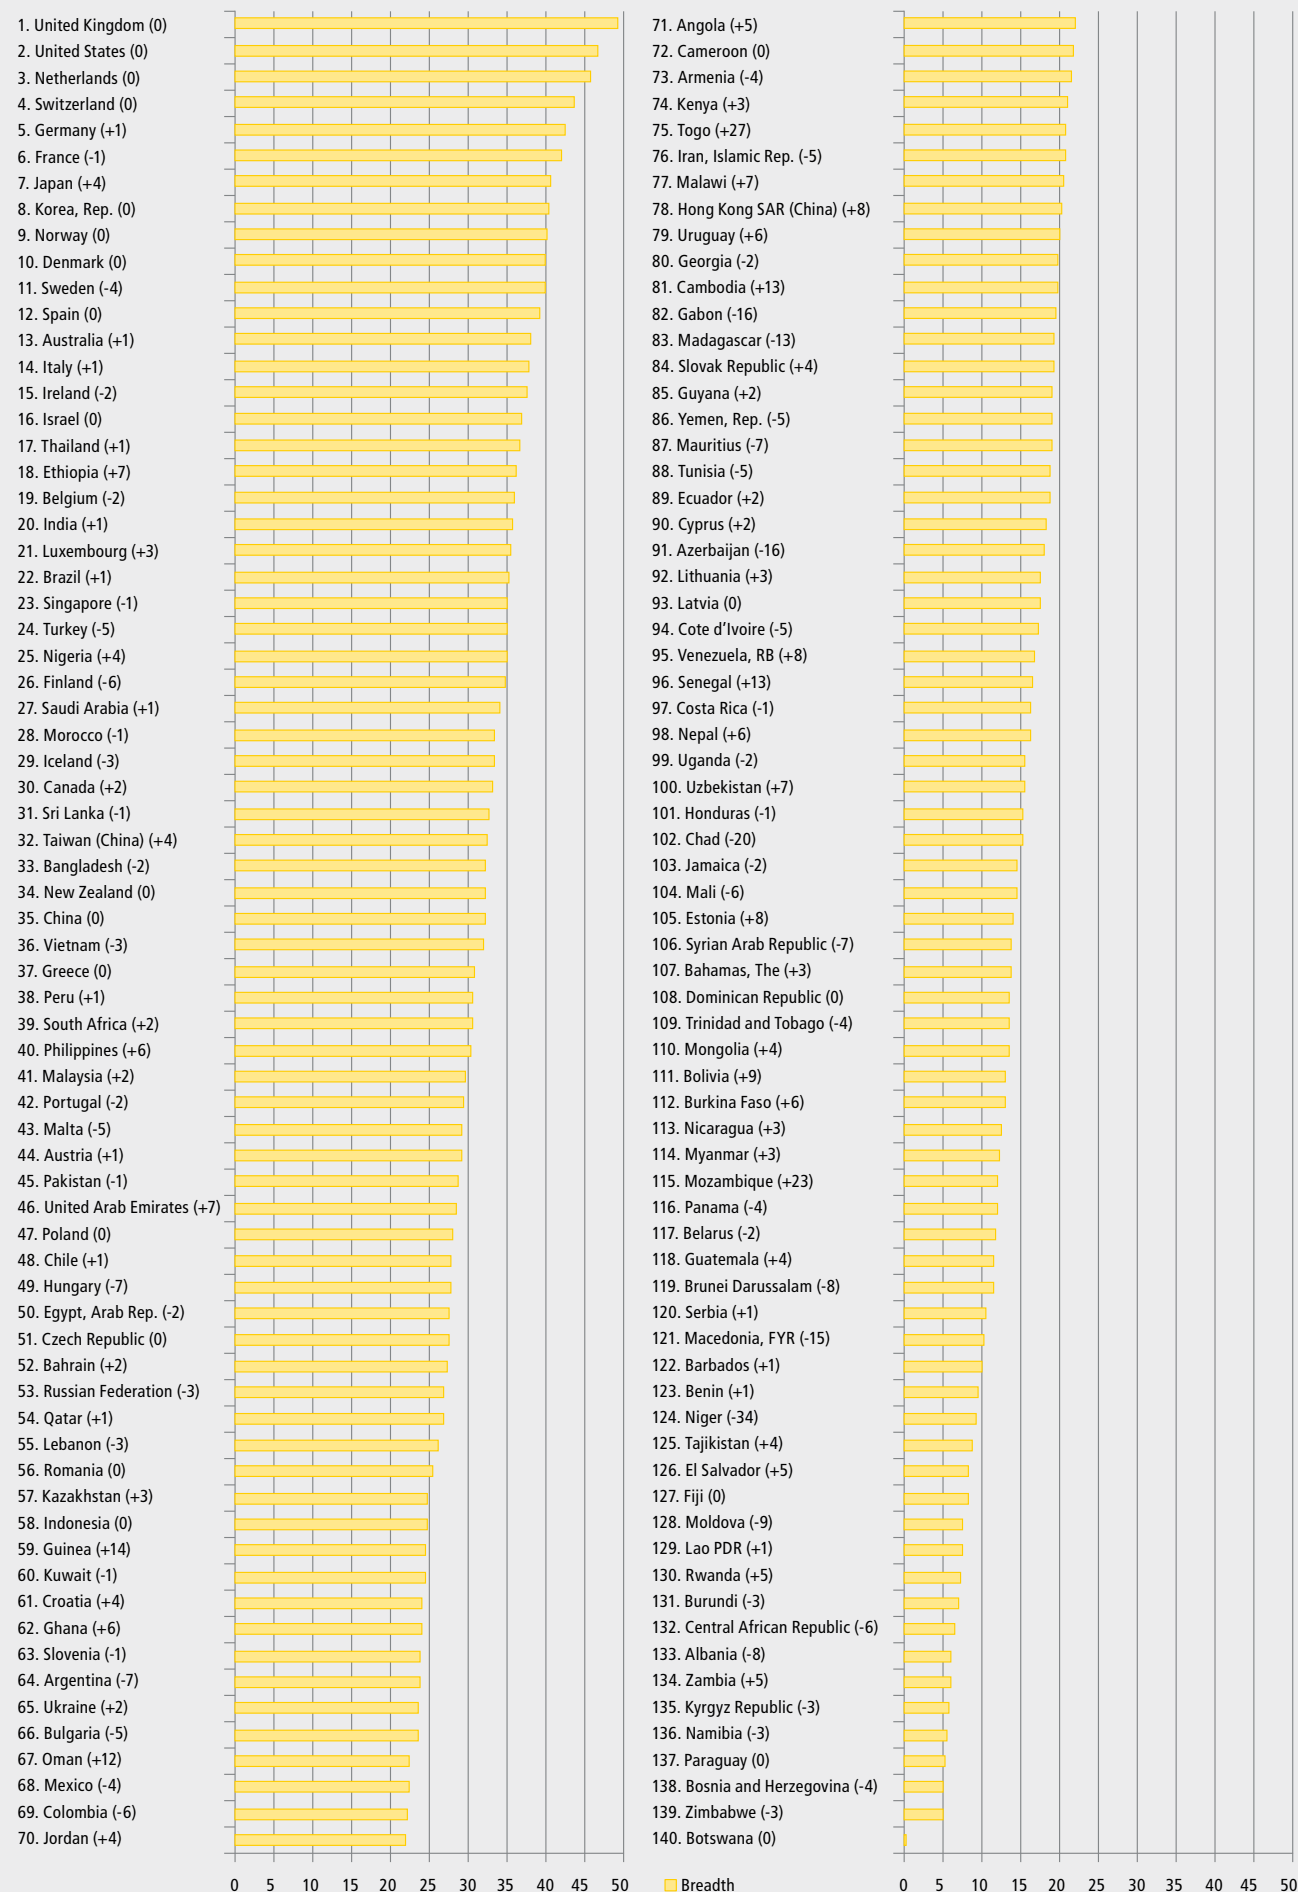 1. United Kingdom (0)
2. United States (0)
3. Netherlands (0)
4. Switzerland (0)
5. Germany (+1)
6. France (-1)
7. Japan (+4)
8. Korea, Rep. (0)
9. Norway (0)
10. Denmark (0)
11. Sweden (-4)
12. Spain (0)
13. Australia (+1)
14. Italy (+1)
15. Ireland (-2)
16. Israel (0)
17. Thailand (+1)
18. Ethiopia (+7)
19. Belgium (-2)
20. India (+1)
21. Luxembourg (+3)
22. Brazil (+1)
23. Singapore (-1)
24. Turkey (-5)
25. Nigeria (+4)
26. Finland (-6)
27. Saudi Arabia (+1)
28. Morocco (-1)
29. Iceland (-3)
30. Canada (+2)
31. Sri Lanka (-1)
32. Taiwan (China) (+4)
33. Bangladesh (-2)
34. New Zealand (0)
35. China (0)
36. Vietnam (-3)
37. Greece (0)
38. Peru (+1)
39. South Africa (+2)
40. Philippines (+6)
41. Malaysia (+2)
42. Portugal (-2)
43. Malta (-5)
44. Austria (+1)
45. Pakistan (-1)
46. United Arab Emirates (+7)
47. Poland (0)
48. Chile (+1)
49. Hungary (-7)
50. Egypt, Arab Rep. (-2)
51. Czech Republic (0)
52. Bahrain (+2)
53. Russian Federation (-3)
54. Qatar (+1)
55. Lebanon (-3)
56. Romania (0)
57. Kazakhstan (+3)
58. Indonesia (0)
59. Guinea (+14)
60. Kuwait (-1)
61. Croatia (+4)
62. Ghana (+6)
63. Slovenia (-1)
64. Argentina (-7)
65. Ukraine (+2)
66. Bulgaria (-5)
67. Oman (+12)
68. Mexico (-4)
69. Colombia (-6)
70. Jordan (+4)
0 5 10 15 20 25 30 35 40 45 50
71. Angola (+5)
72. Cameroon (0)
73. Armenia (-4)
74. Kenya (+3)
75. Togo (+27)
76. Iran, Islamic Rep. (-5)
77. Malawi (+7)
78. Hong Kong SAR (China) (+8)
79. Uruguay (+6)
80. Georgia (-2)
81. Cambodia (+13)
82. Gabon (-16)
83. Madagascar (-13)
84. Slovak Republic (+4)
85. Guyana (+2)
86. Yemen, Rep. (-5)
87. Mauritius (-7)
88. Tunisia (-5)
89. Ecuador (+2)
90. Cyprus (+2)
91. Azerbaijan (-16)
92. Lithuania (+3)
93. Latvia (0)
94. Cote d'Ivoire (-5)
95. Venezuela, RB (+8)
96. Senegal (+13)
97. Costa Rica (-1)
98. Nepal (+6)
99. Uganda (-2)
100. Uzbekistan (+7)
101. Honduras (-1)
102. Chad (-20)
103. Jamaica (-2)
104. Mali (-6)
105. Estonia (+8)
106. Syrian Arab Republic (-7)
107. Bahamas, The (+3)
108. Dominican Republic (0)
109. Trinidad and Tobago (-4)
110. Mongolia (+4)
111. Bolivia (+9)
112. Burkina Faso (+6)
113. Nicaragua (+3)
114. Myanmar (+3)
115. Mozambique (+23)
116. Panama (-4)
117. Belarus (-2)
118. Guatemala (+4)
119. Brunei Darussalam (-8)
120. Serbia (+1)
121. Macedonia, FYR (-15)
122. Barbados (+1)
123. Benin (+1)
124. Niger (-34)
125. Tajikistan (+4)
126. El Salvador (+5)
127. Fiji (0)
128. Moldova (-9)
129. Lao PDR (+1)
130. Rwanda (+5)
131. Burundi (-3)
132. Central African Republic (-6)
133. Albania (-8)
134. Zambia (+5)
135. Kyrgyz Republic (-3)
136. Namibia (-3)
137. Paraguay (0)
138. Bosnia and Herzegovina (-4)
139. Zimbabwe (-3)
140. Botswana (0)
Breadth
0 5 10 15 20 25 30 35 40 45 50